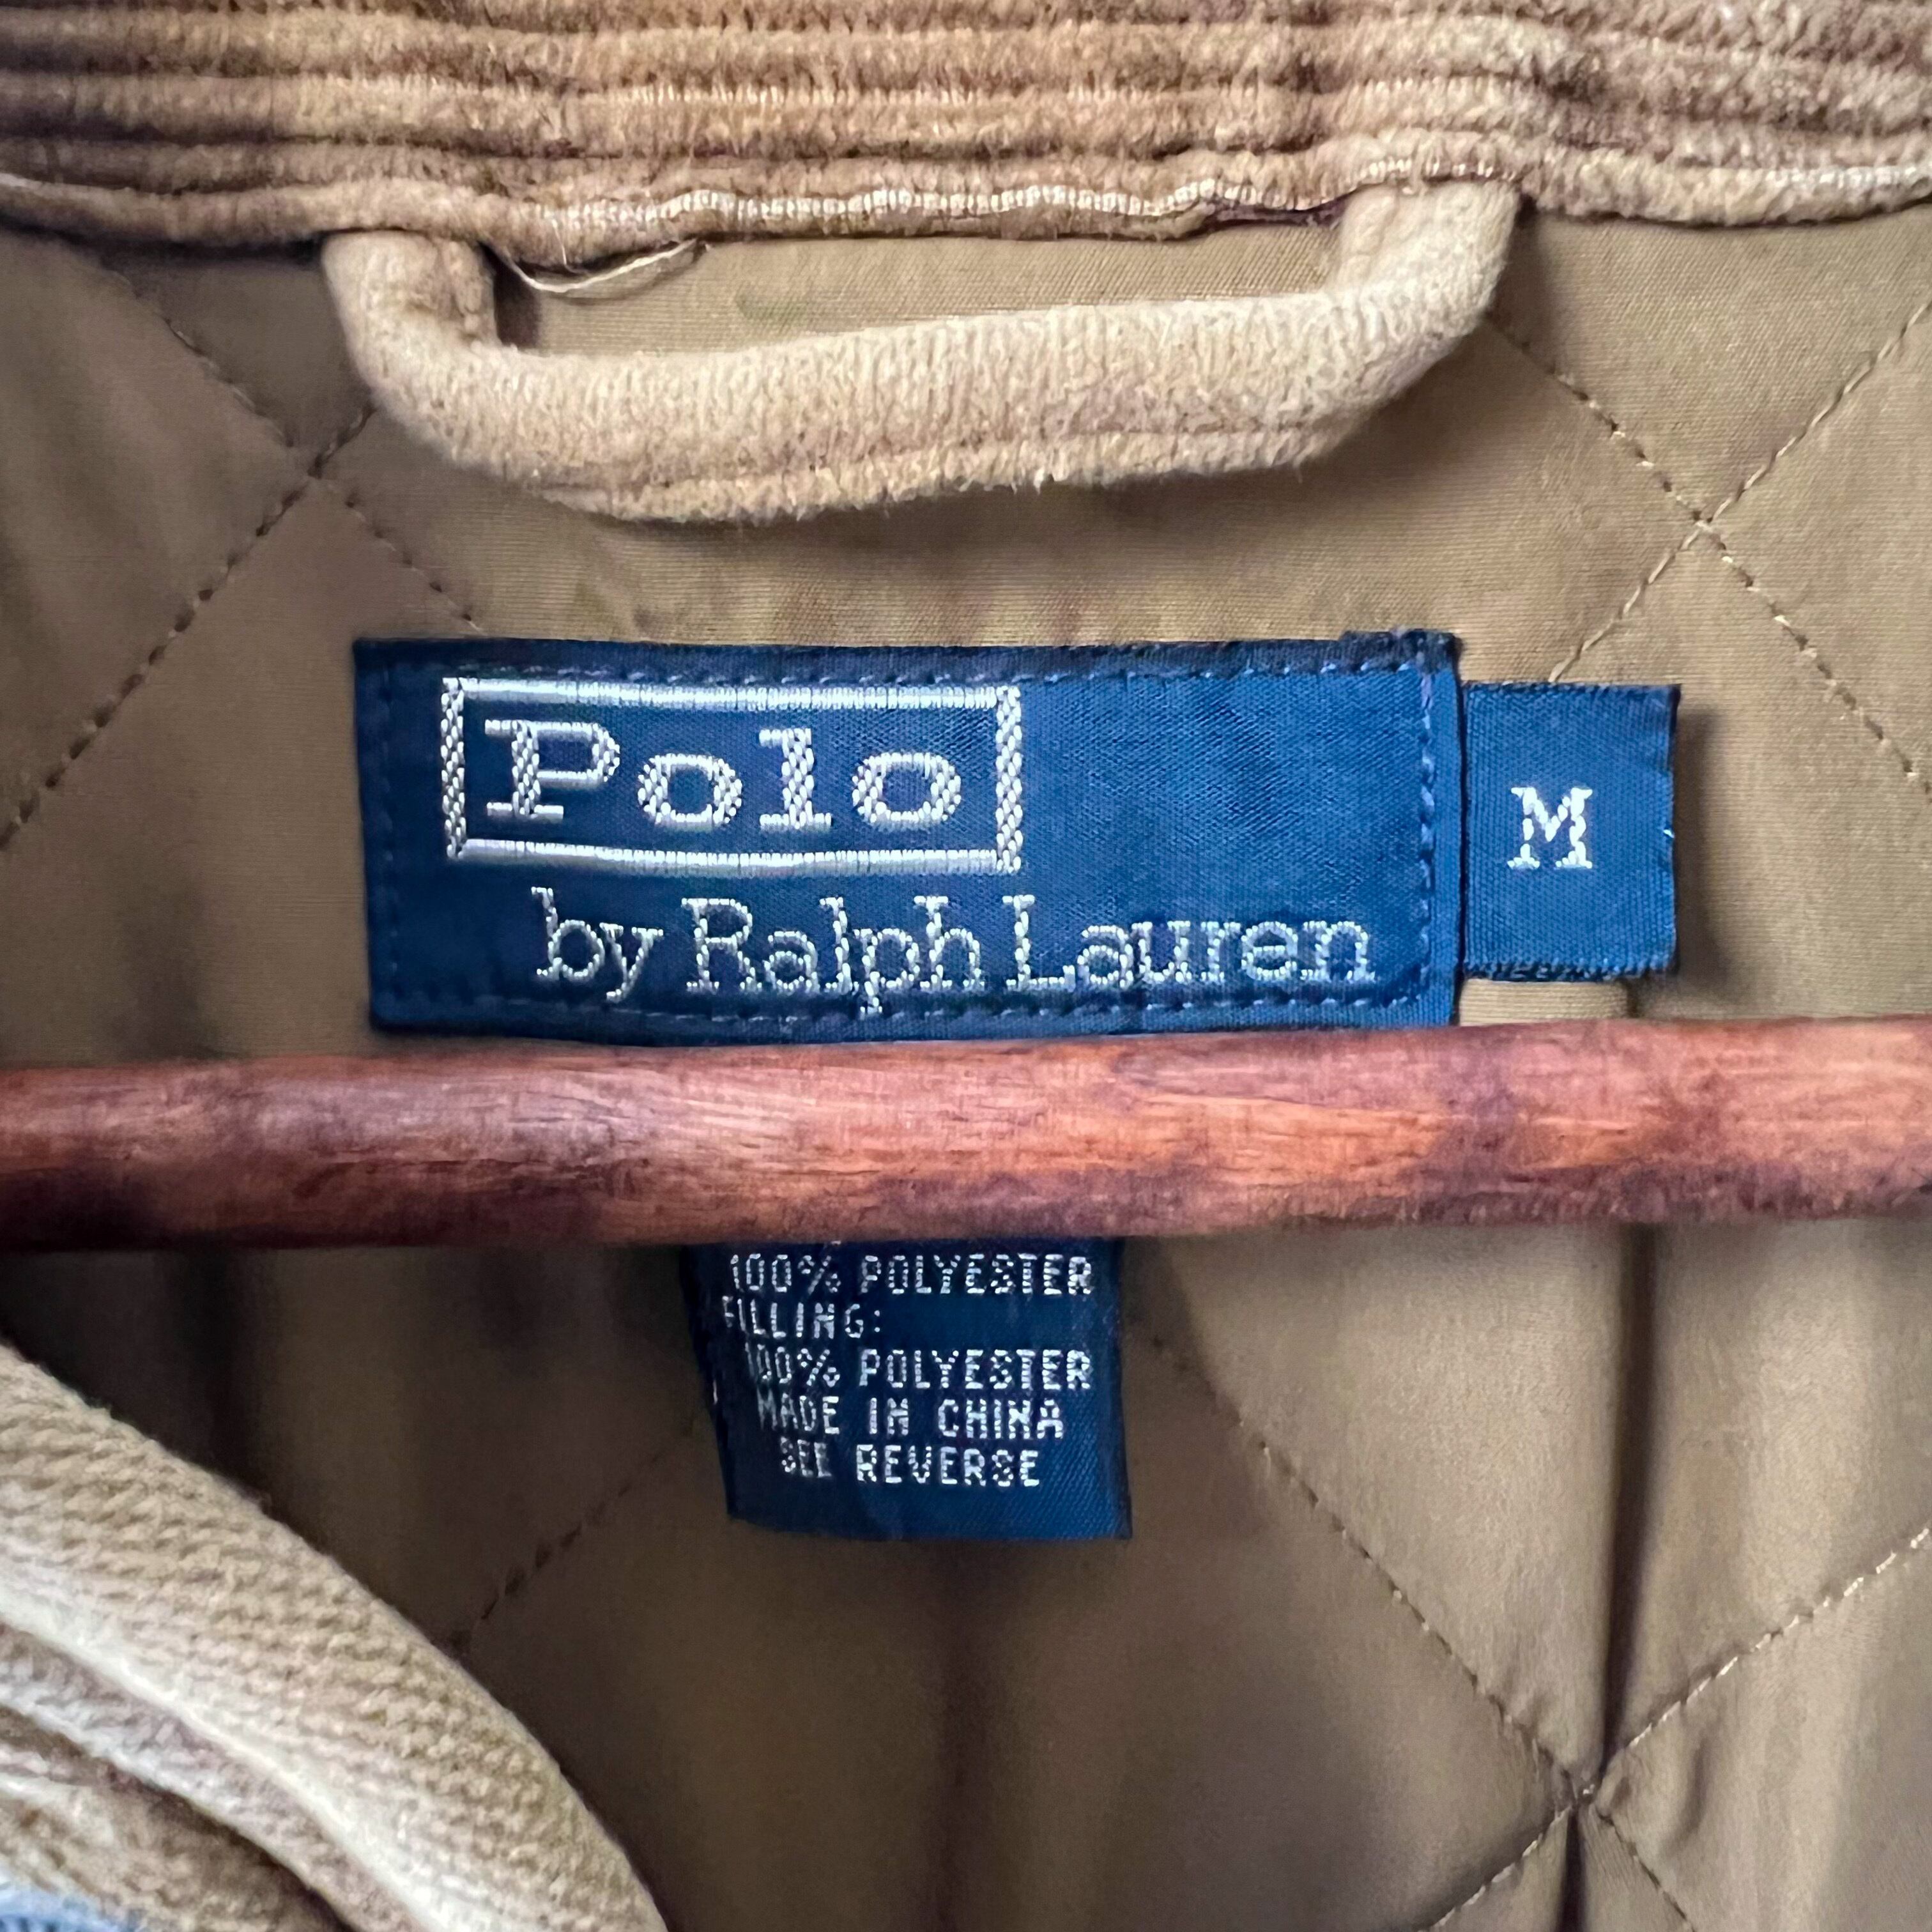 Polo
by Ralph Lauren
M
100% POLYESTER
FILLING:
100% POLYESTER
MADE IN CHINA
SEE REVERSE